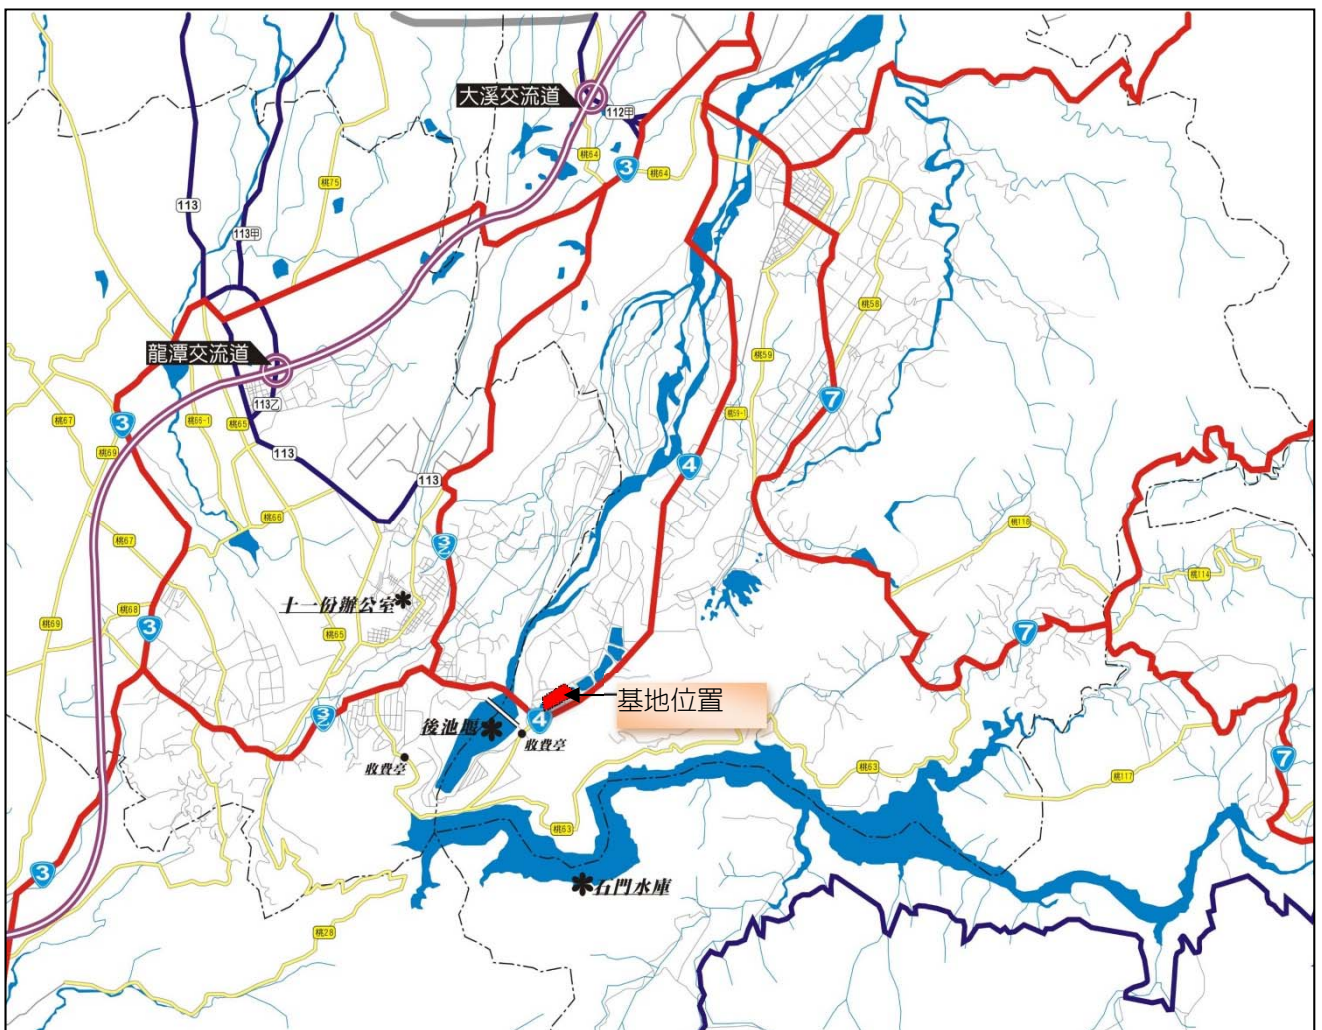 大溪交流道
112甲
桃64
3
桃64
桃75
113
113甲
桃58
龍潭交流道
桃59
113乙
7
桃59-1
3
桃67
桃66-1
桃65
桃69
113
4
113
桃66
桃118
桃67
3乙
桃114
十一份辦公室
桃68
桃69
3
桃65
7
基地位置
3乙
後池堰
4
收費亭
收費亭
7
桃63
桃117
桃63
3
石門水庫
桃28